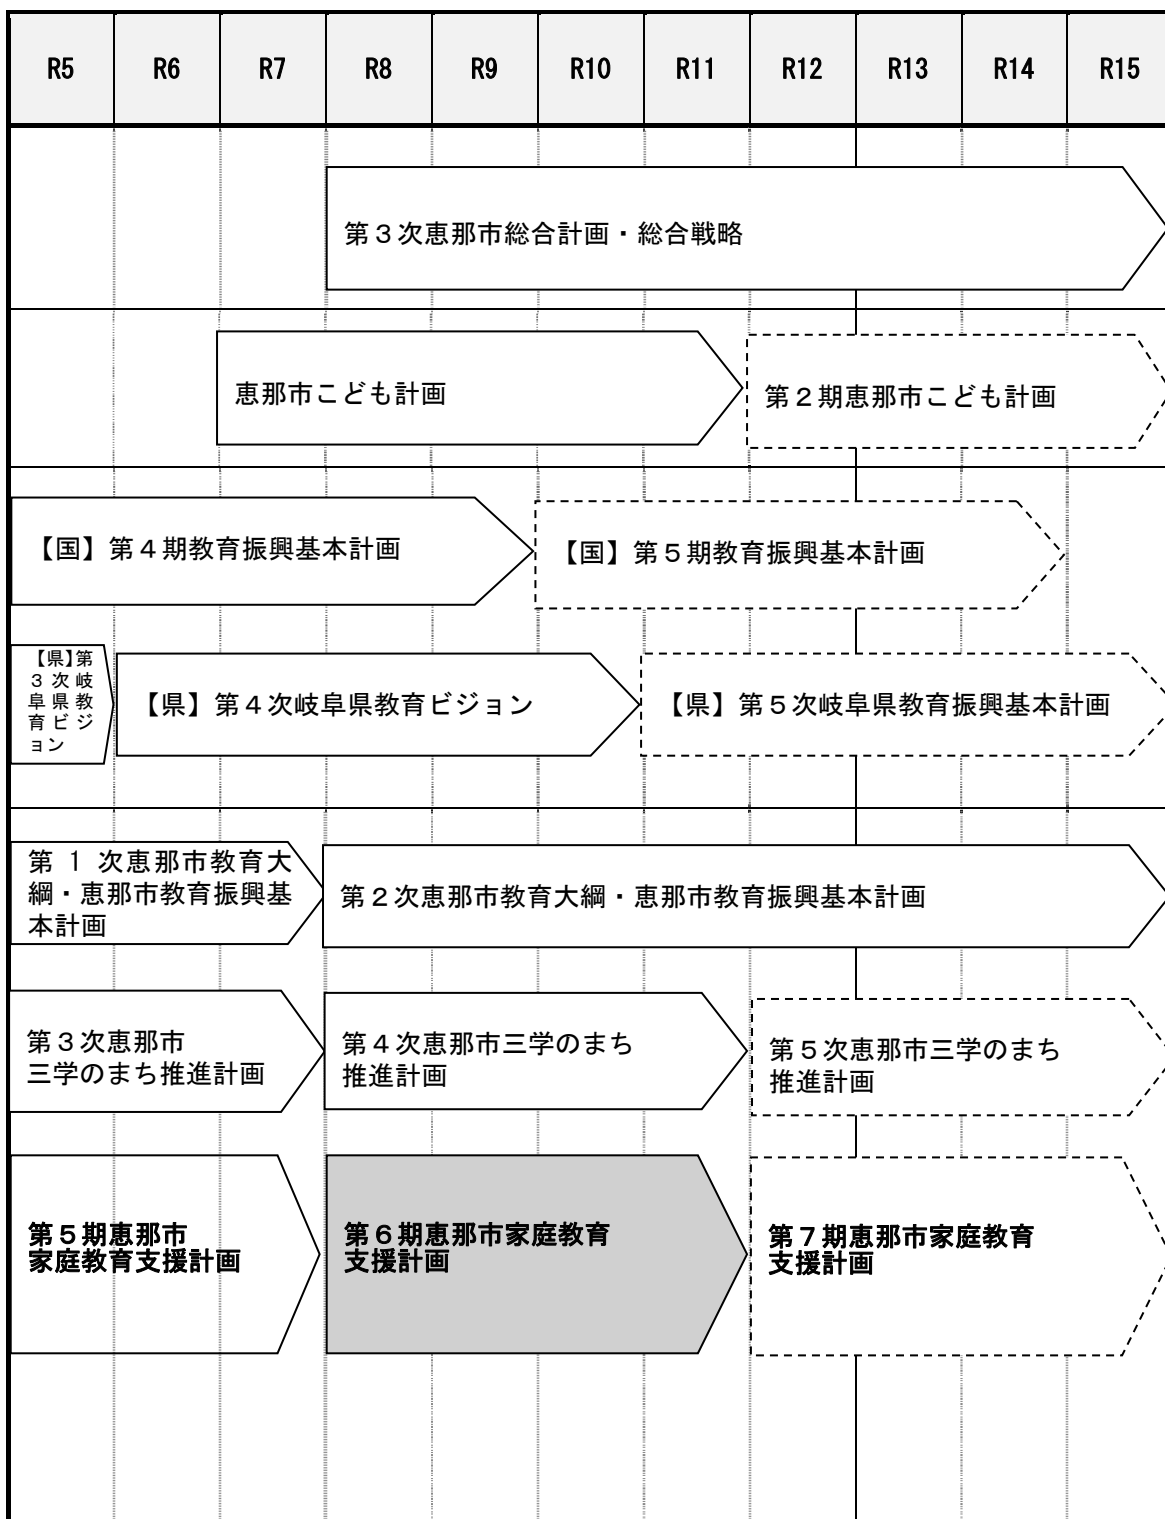 R5 R6 R7 R8 R9 R10 R11 R12 R13 R14 R15
第３次恵那市総合計画・総合戦略
恵那市こども計画
第２期恵那市こども計画
【国】第４期教育振興基本計画
【国】第５期教育振興基本計画
【県】第
３次岐
阜県教
育ビジ
ョン
【県】第４次岐阜県教育ビジョン
【県】第５次岐阜県教育振興基本計画
第 1 次恵那市教育大
綱・恵那市教育振興基
本計画
第２次恵那市教育大綱・恵那市教育振興基本計画
第３次恵那市
三学のまち推進計画
第４次恵那市三学のまち
推進計画
第５次恵那市三学のまち
推進計画
第５期恵那市
家庭教育支援計画
第６期恵那市家庭教育
支援計画
第７期恵那市家庭教育
支援計画